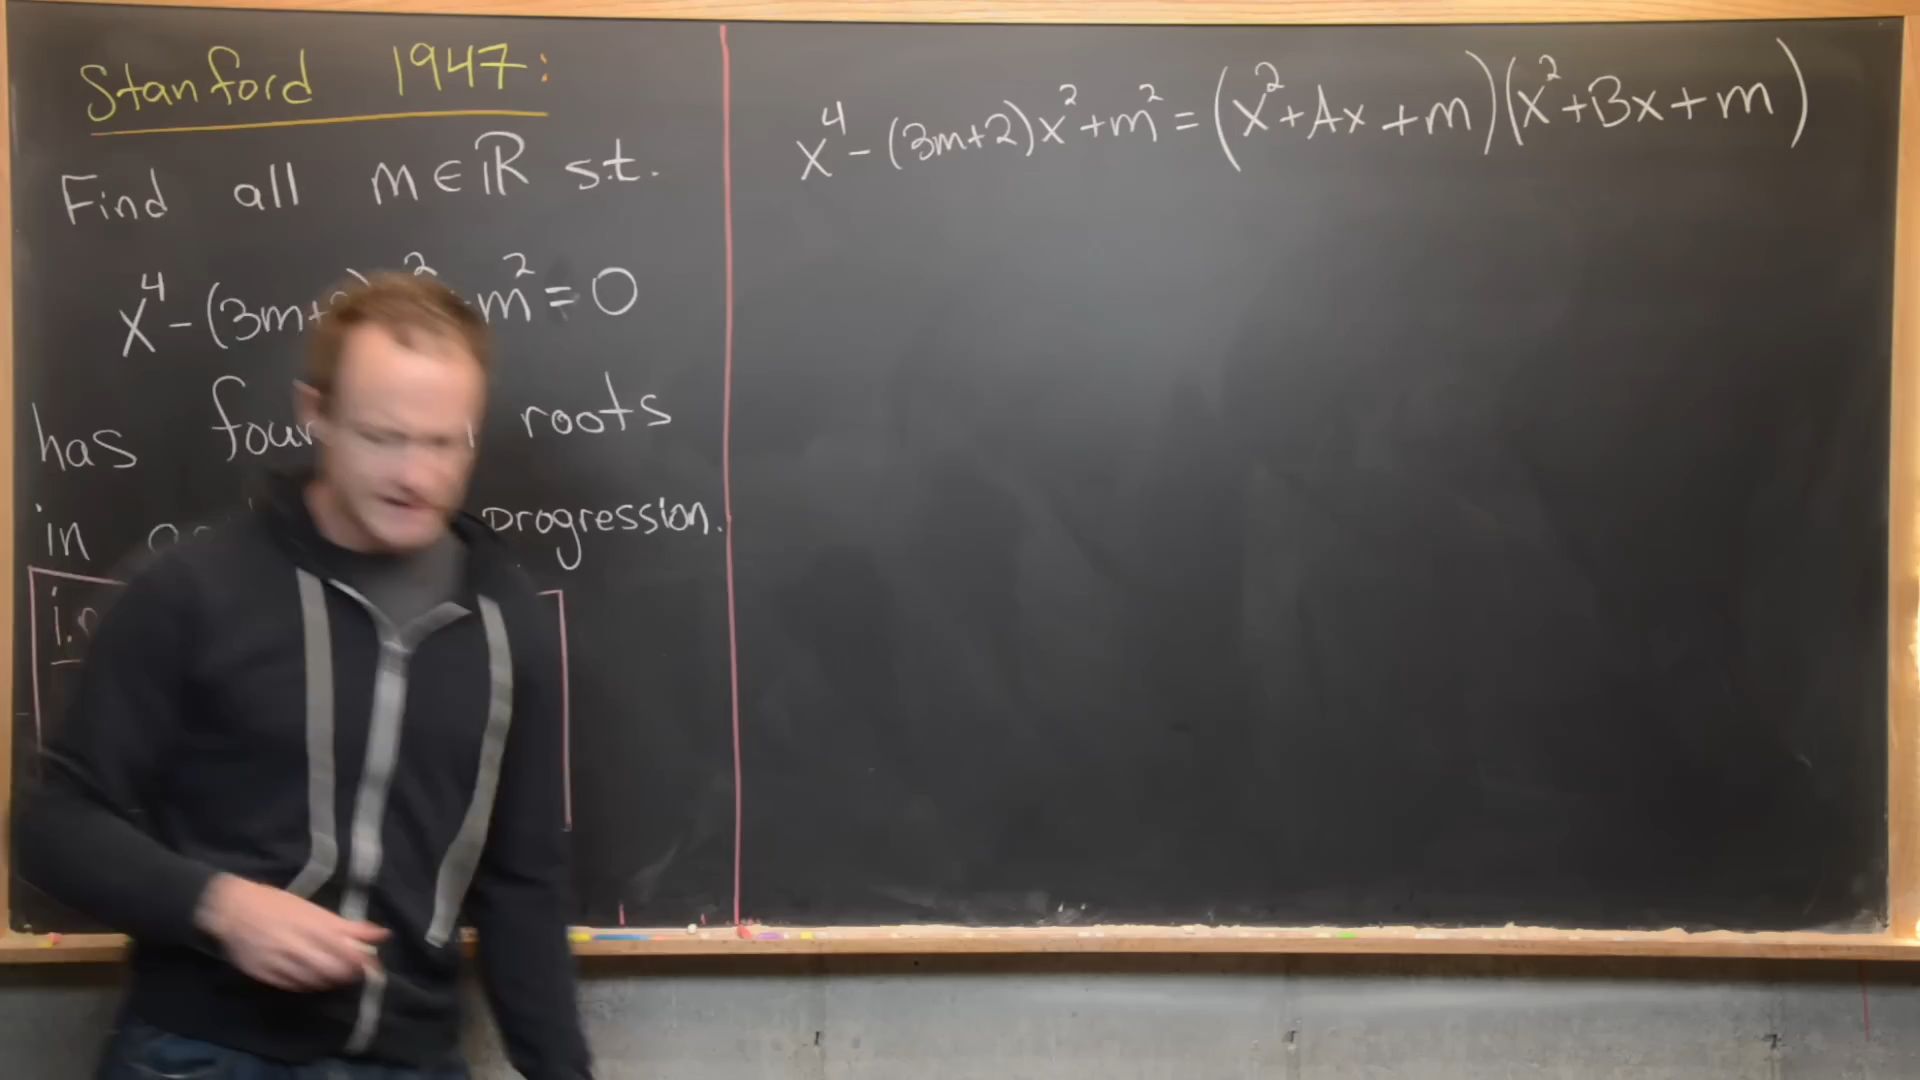 Stanford 1947:
Find all m∈ℝ s.t.
x⁴-(3m+ ² m²=0
has four roots
in progression.
x⁴-(3m+2)x²+m²=(x²+Ax+m)(x²+Bx+m)